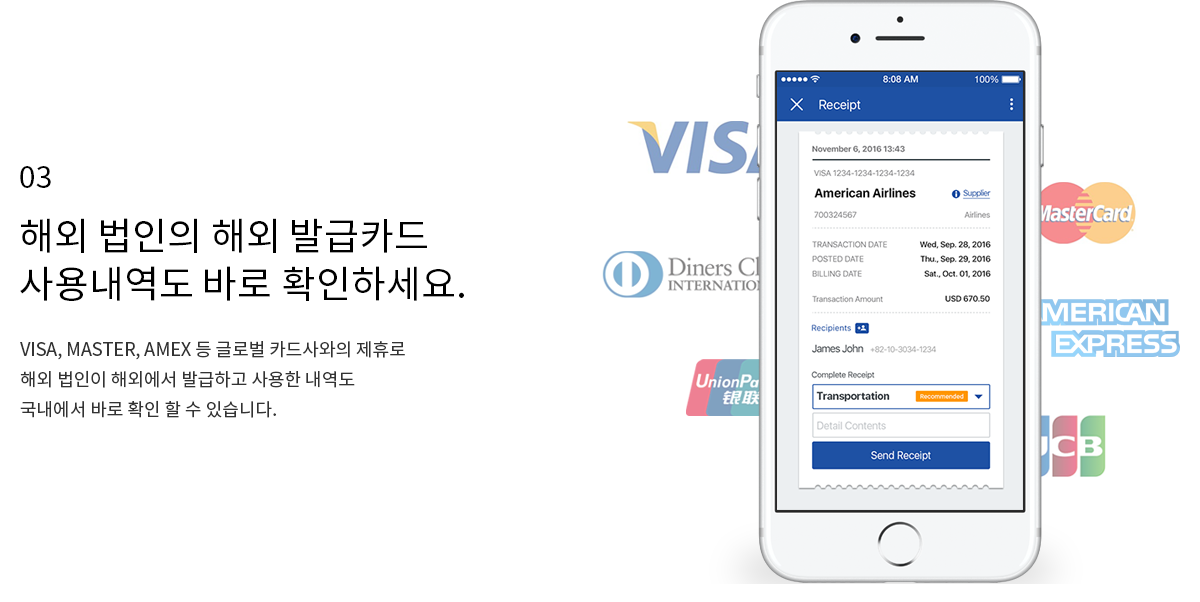 03
해외 법인의 해외 발급카드
사용내역도 바로 확인하세요.
VISA, MASTER, AMEX 등 글로벌 카드사와의 제휴로
해외 법인이 해외에서 발급하고 사용한 내역도
국내에서 바로 확인 할 수 있습니다.
VISA
Diners Cl
INTERNATION
UnionPa
银联
8:08 AM 100%
Receipt
November 6, 2016 13:43
VISA 1234-1234-1234-1234
American Airlines Supplier
700324567 Airlines
TRANSACTION DATE Wed, Sep. 28, 2016
POSTED DATE Thu., Sep. 29, 2016
BILLING DATE Sat., Oct. 01, 2016
Transaction Amount USD 670.50
Recipients
James John +82-10-3034-1234
Complete Receipt
Transportation Recommended
Detail Contents
Send Receipt
MasterCard
AMERICAN
EXPRESS
JCB